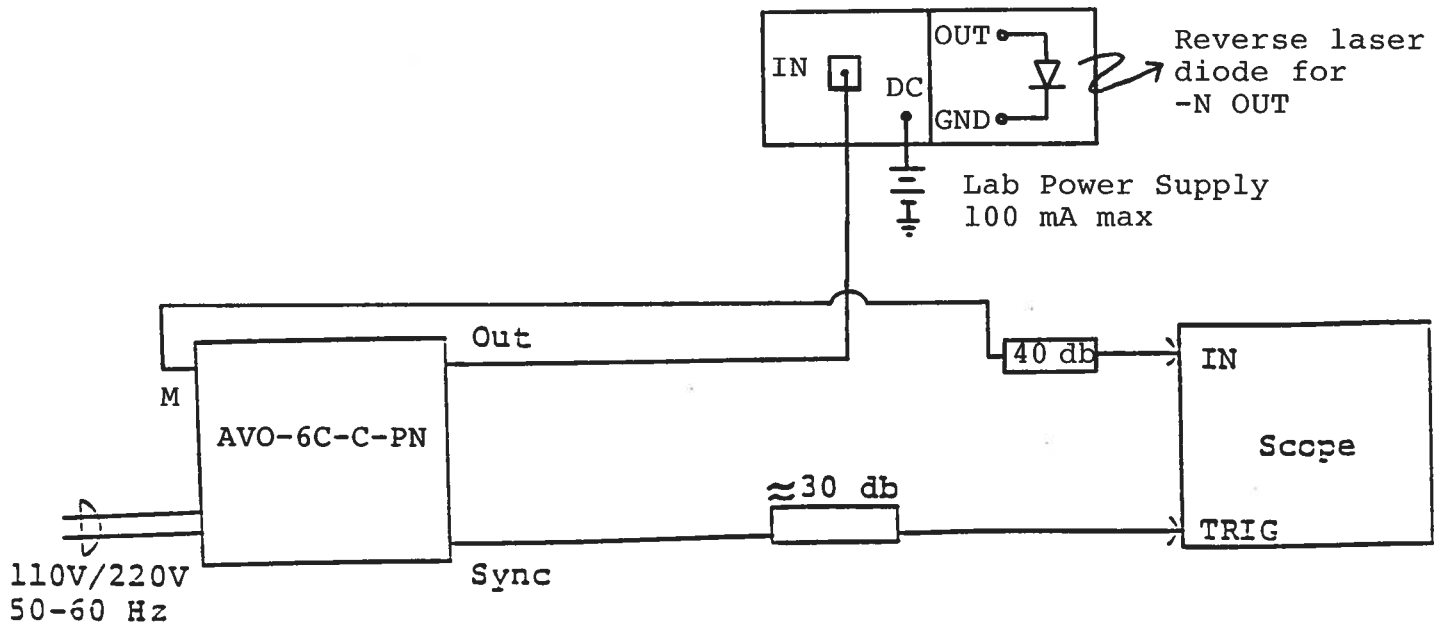 OUT
IN
DC
GND
Reverse laser
diode for
-N OUT
Lab Power Supply
100 mA max
Out
40 db
IN
M
AVO-6C-C-PN
Scope
≈30 db
TRIG
Sync
110V/220V
50-60 Hz